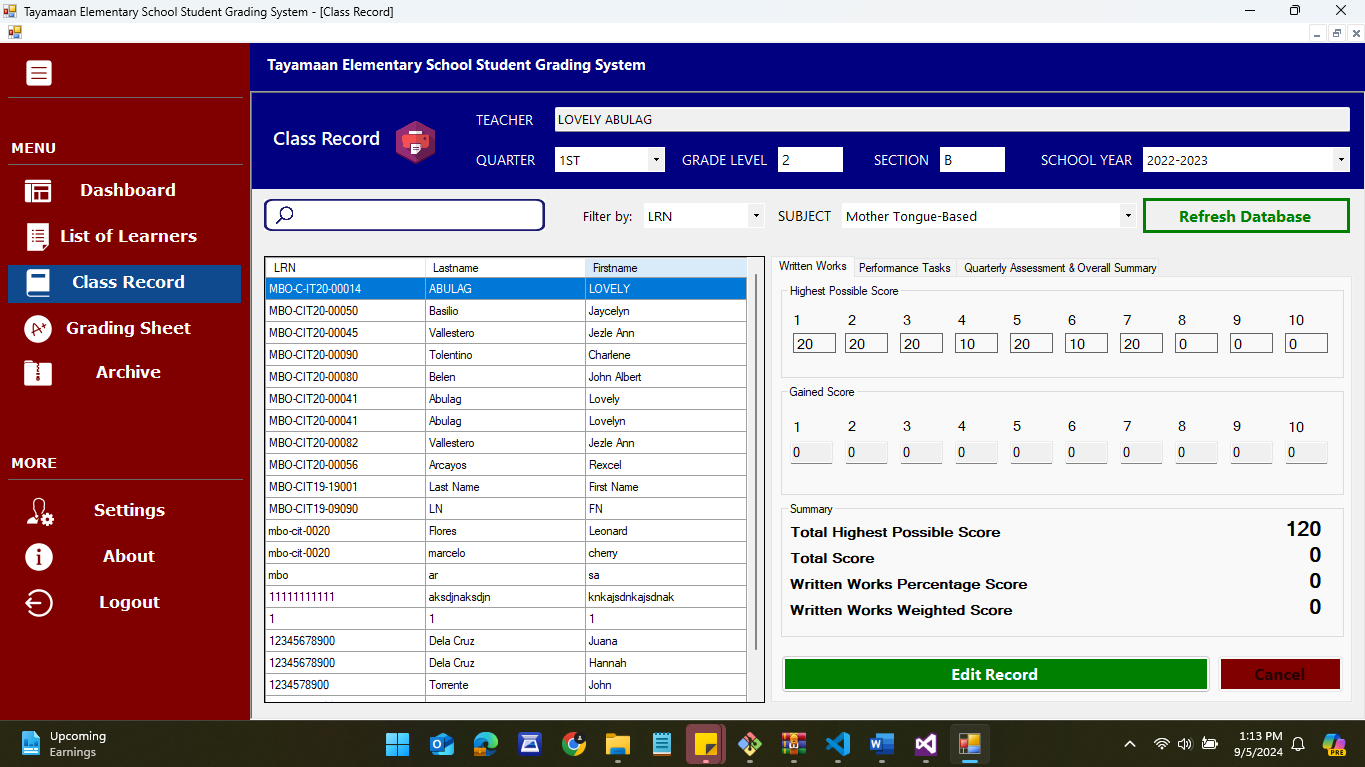 Tayamaan Elementary School Student Grading System - [Class Record]
Tayamaan Elementary School Student Grading System
MENU
Dashboard
List of Learners
Class Record
Grading Sheet
Archive
MORE
Settings
About
Logout
Class Record
TEACHER LOVELY ABULAG
QUARTER 1ST GRADE LEVEL 2 SECTION B SCHOOL YEAR 2022-2023
Filter by: LRN SUBJECT Mother Tongue-Based Refresh Database
LRN Lastname Firstname
MBO-C-IT20-00014 ABULAG LOVELY
MBO-CIT20-00050 Basilio Jaycelyn
MBO-CIT20-00045 Vallestero Jezle Ann
MBO-CIT20-00090 Tolentino Charlene
MBO-CIT20-00080 Belen John Albert
MBO-CIT20-00041 Abulag Lovely
MBO-CIT20-00041 Abulag Lovelyn
MBO-CIT20-00082 Vallestero Jezle Ann
MBO-CIT20-00056 Arcayos Rexcel
MBO-CIT19-19001 Last Name First Name
MBO-CIT19-09090 LN FN
mbo-cit-0020 Flores Leonard
mbo-cit-0020 marcelo cherry
mbo ar sa
11111111111 aksdjnaksdjn knkajsdnkajsdnak
1 1 1
12345678900 Dela Cruz Juana
12345678900 Dela Cruz Hannah
1234578900 Torrente John
Written Works Performance Tasks Quarterly Assessment & Overall Summary
Highest Possible Score
1 2 3 4 5 6 7 8 9 10
20 20 20 10 20 10 20 0 0 0
Gained Score
1 2 3 4 5 6 7 8 9 10
0 0 0 0 0 0 0 0 0 0
Summary
Total Highest Possible Score 120
Total Score 0
Written Works Percentage Score 0
Written Works Weighted Score 0
Edit Record Cancel
Upcoming
Earnings
1:13 PM
9/5/2024
PRE